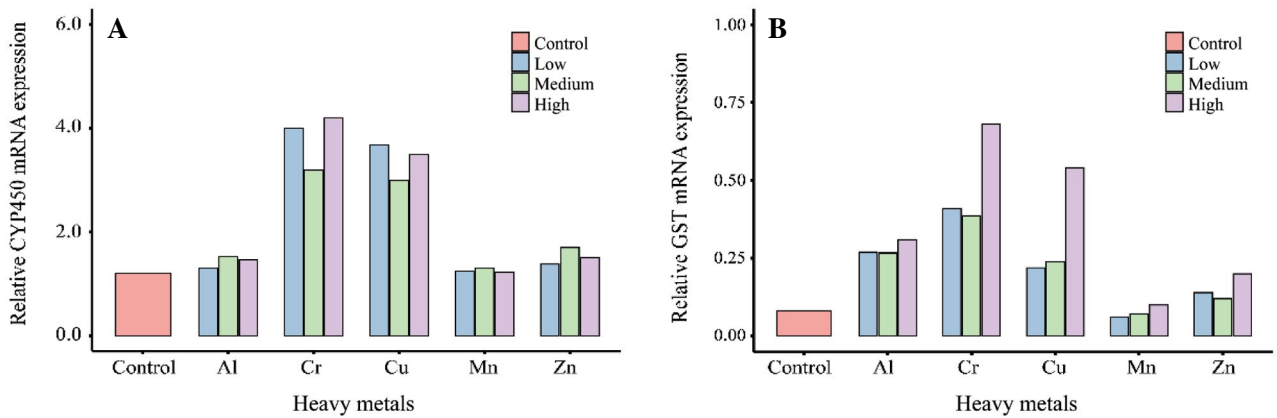 A
Relative CYP450 mRNA expression
6.0
4.0
2.0
0.0
Control
Low
Medium
High
Control Al Cr Cu Mn Zn
Heavy metals
B
Relative GST mRNA expression
1.00
0.75
0.50
0.25
0.00
Control
Low
Medium
High
Control Al Cr Cu Mn Zn
Heavy metals